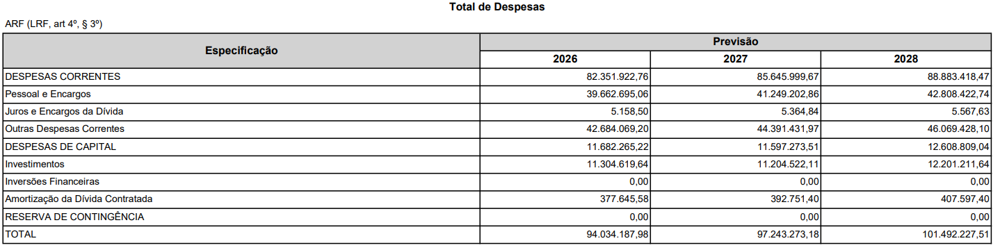 Total de Despesas
ARF (LRF, art 4º, § 3º)
Especificação Previsão
2026 2027 2028
DESPESAS CORRENTES 82.351.922,76 85.645.999,67 88.883.418,47
Pessoal e Encargos 39.662.695,06 41.249.202,86 42.808.422,74
Juros e Encargos da Dívida 5.158,50 5.364,84 5.567,63
Outras Despesas Correntes 42.684.069,20 44.391.431,97 46.069.428,10
DESPESAS DE CAPITAL 11.682.265,22 11.597.273,51 12.608.809,04
Investimentos 11.304.619,64 11.204.522,11 12.201.211,64
Inversões Financeiras 0,00 0,00 0,00
Amortização da Dívida Contratada 377.645,58 392.751,40 407.597,40
RESERVA DE CONTINGÊNCIA 0,00 0,00 0,00
TOTAL 94.034.187,98 97.243.273,18 101.492.227,51